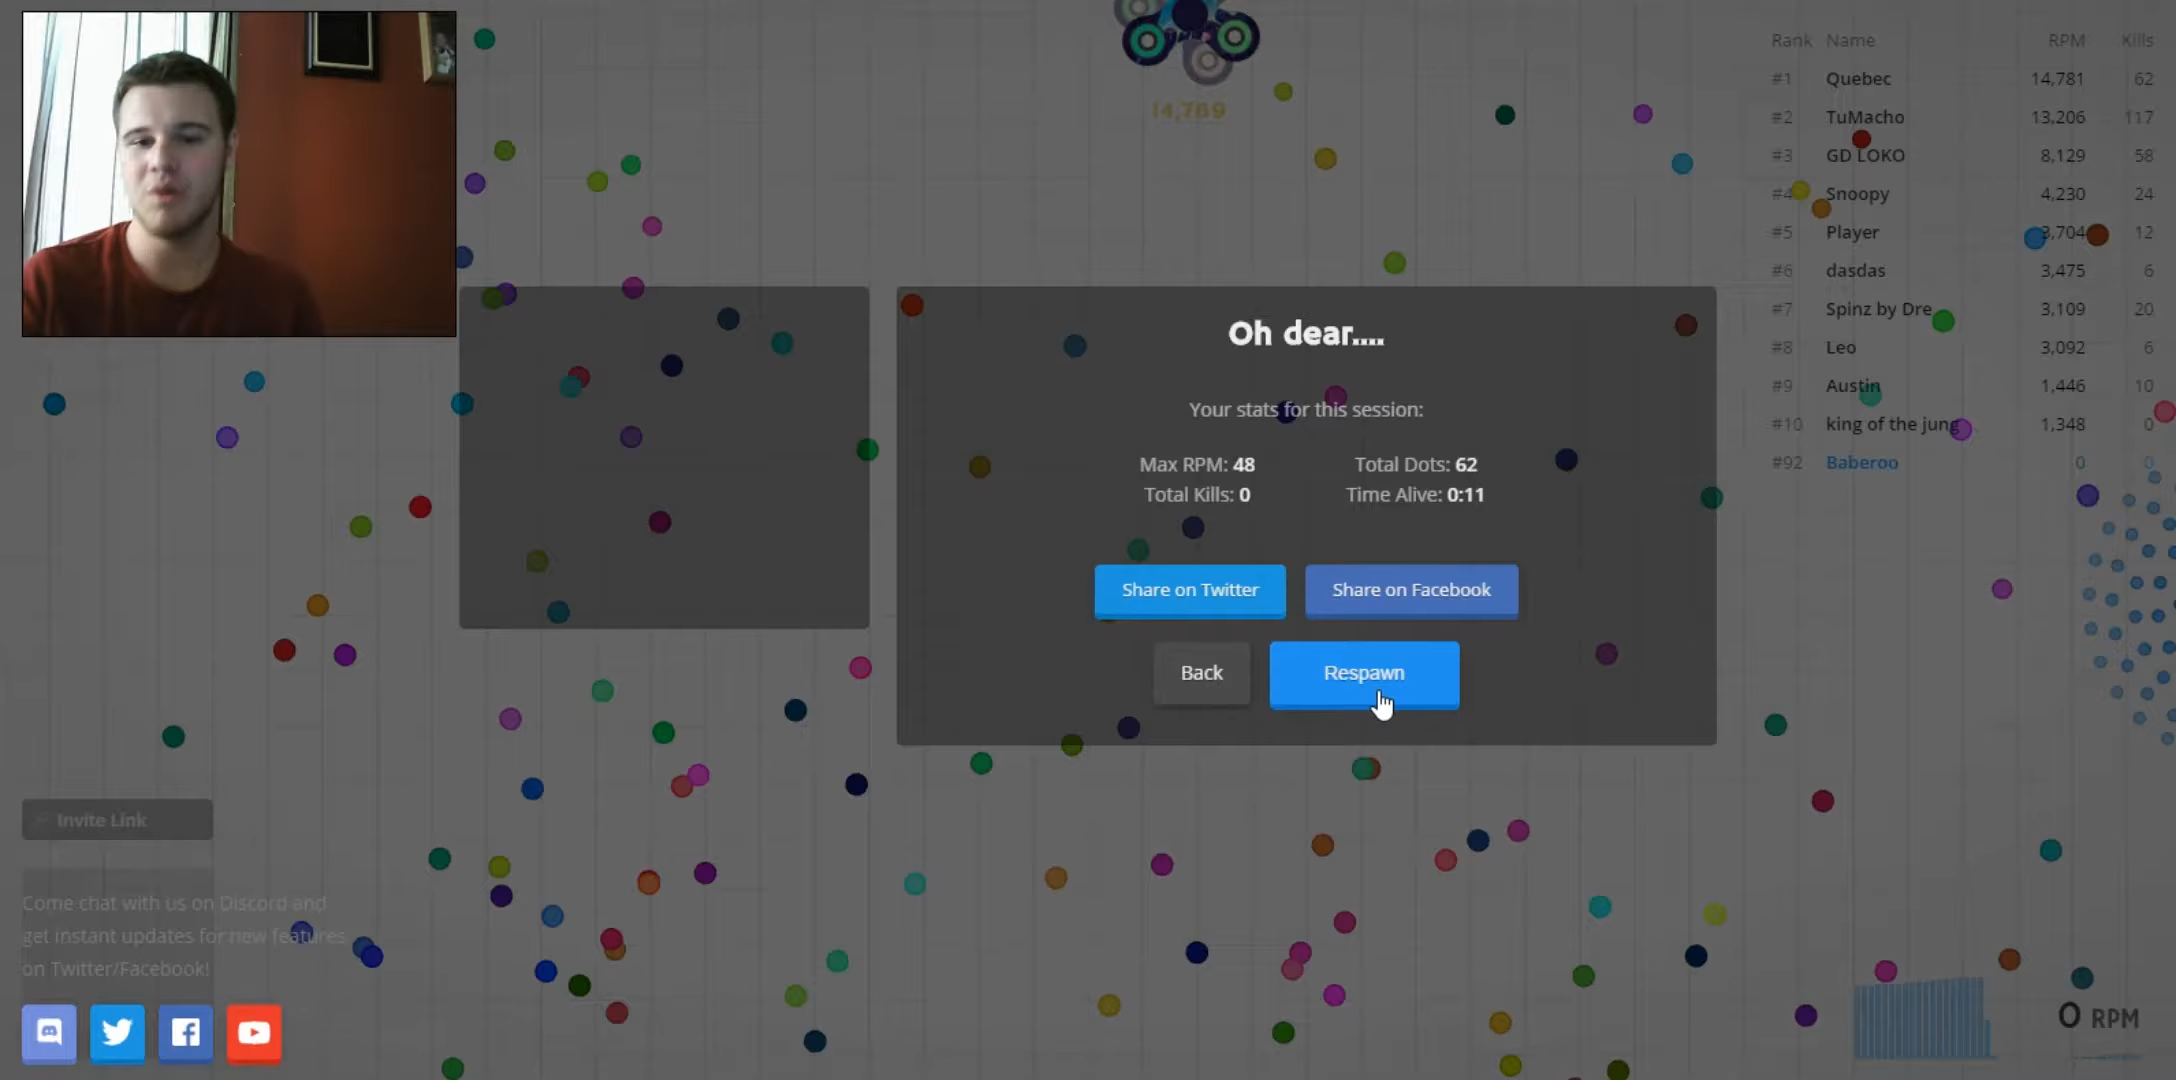 14,769
Rank Name RPM Kills
#1 Quebec 14,781 62
#2 TuMacho 13,206 117
#3 GD LOKO 8,129 58
#4 Snoopy 4,230 24
#5 Player 3,704 12
#6 dasdas 3,475 6
#7 Spinz by Dre 3,109 20
#8 Leo 3,092 6
#9 Austin 1,446 10
#10 king of the jung 1,348 0
#92 Baberoo 0 0
Oh dear....
Your stats for this session:
Max RPM: 48 Total Dots: 62
Total Kills: 0 Time Alive: 0:11
Share on Twitter Share on Facebook
Back Respawn
Invite Link
Come chat with us on Discord and
get instant updates for new features
on Twitter/Facebook!
0 RPM